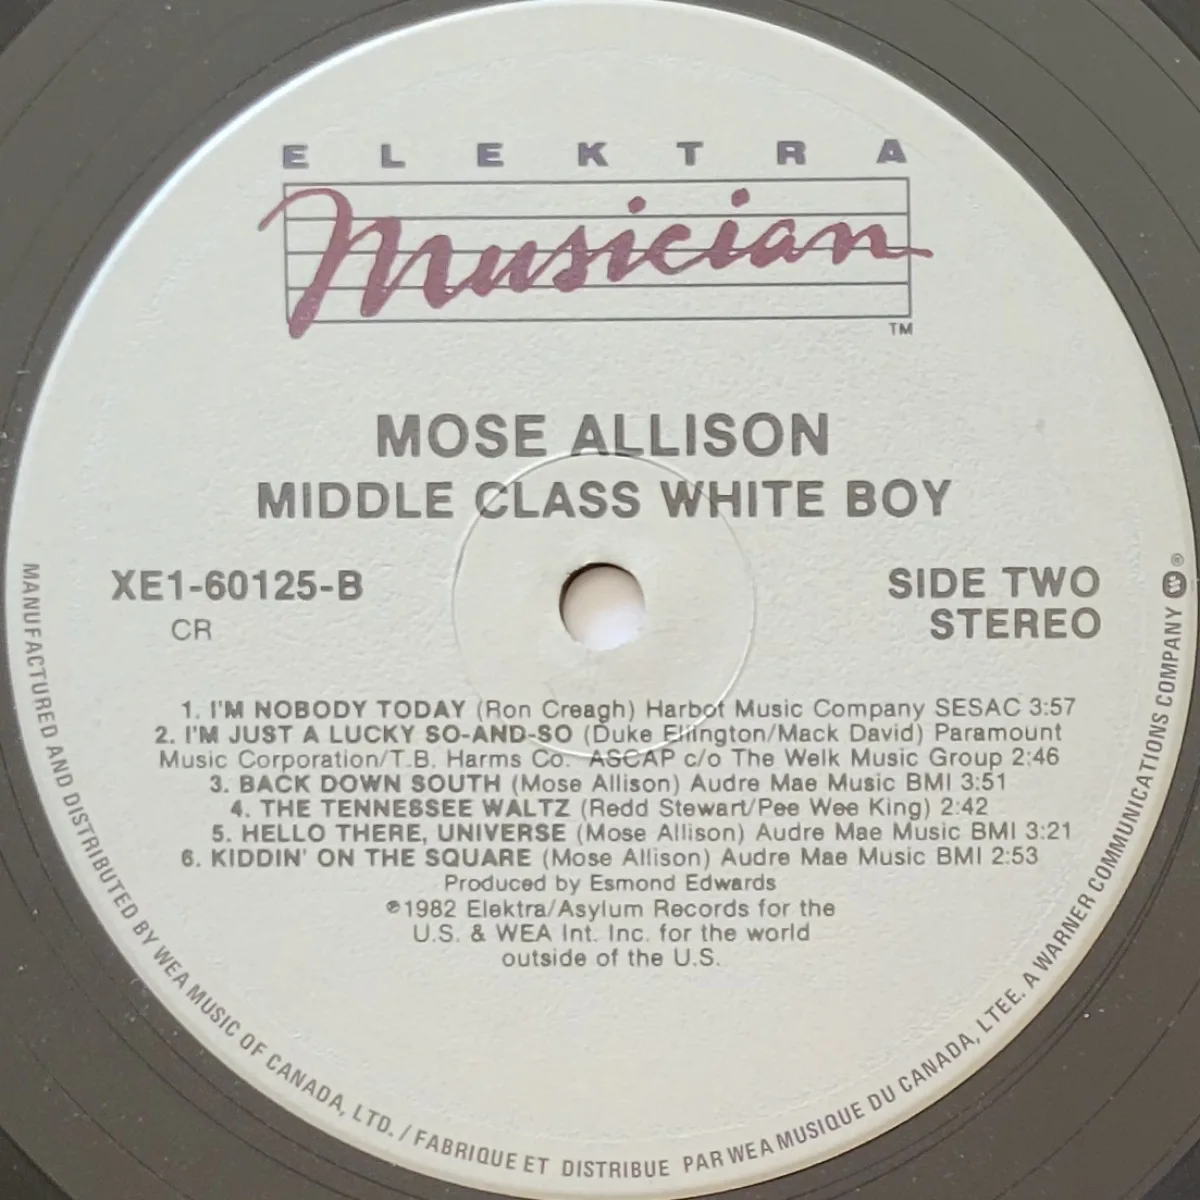 ELEKTRA
Musician
TM
MOSE ALLISON
MIDDLE CLASS WHITE BOY
XE1-60125-B
CR
SIDE TWO
STEREO
1. I'M NOBODY TODAY (Ron Creagh) Harbot Music Company SESAC 3:57
2. I'M JUST A LUCKY SO-AND-SO (Duke Ellington/Mack David) Paramount
Music Corporation/T.B. Harms Co. ASCAP c/o The Welk Music Group 2:46
3. BACK DOWN SOUTH (Mose Allison) Audre Mae Music BMI 3:51
4. THE TENNESSEE WALTZ (Redd Stewart/Pee Wee King) 2:42
5. HELLO THERE, UNIVERSE (Mose Allison) Audre Mae Music BMI 3:21
6. KIDDIN' ON THE SQUARE (Mose Allison) Audre Mae Music BMI 2:53
Produced by Esmond Edwards
℗1982 Elektra/Asylum Records for the
U.S. & WEA Int. Inc. for the world
outside of the U.S.
MANUFACTURED AND DISTRIBUTED BY WEA MUSIC OF CANADA, LTD. / FABRIQUE ET DISTRIBUE PAR WEA MUSIQUE DU CANADA, LTEE. A WARNER COMMUNICATIONS COMPANY ®